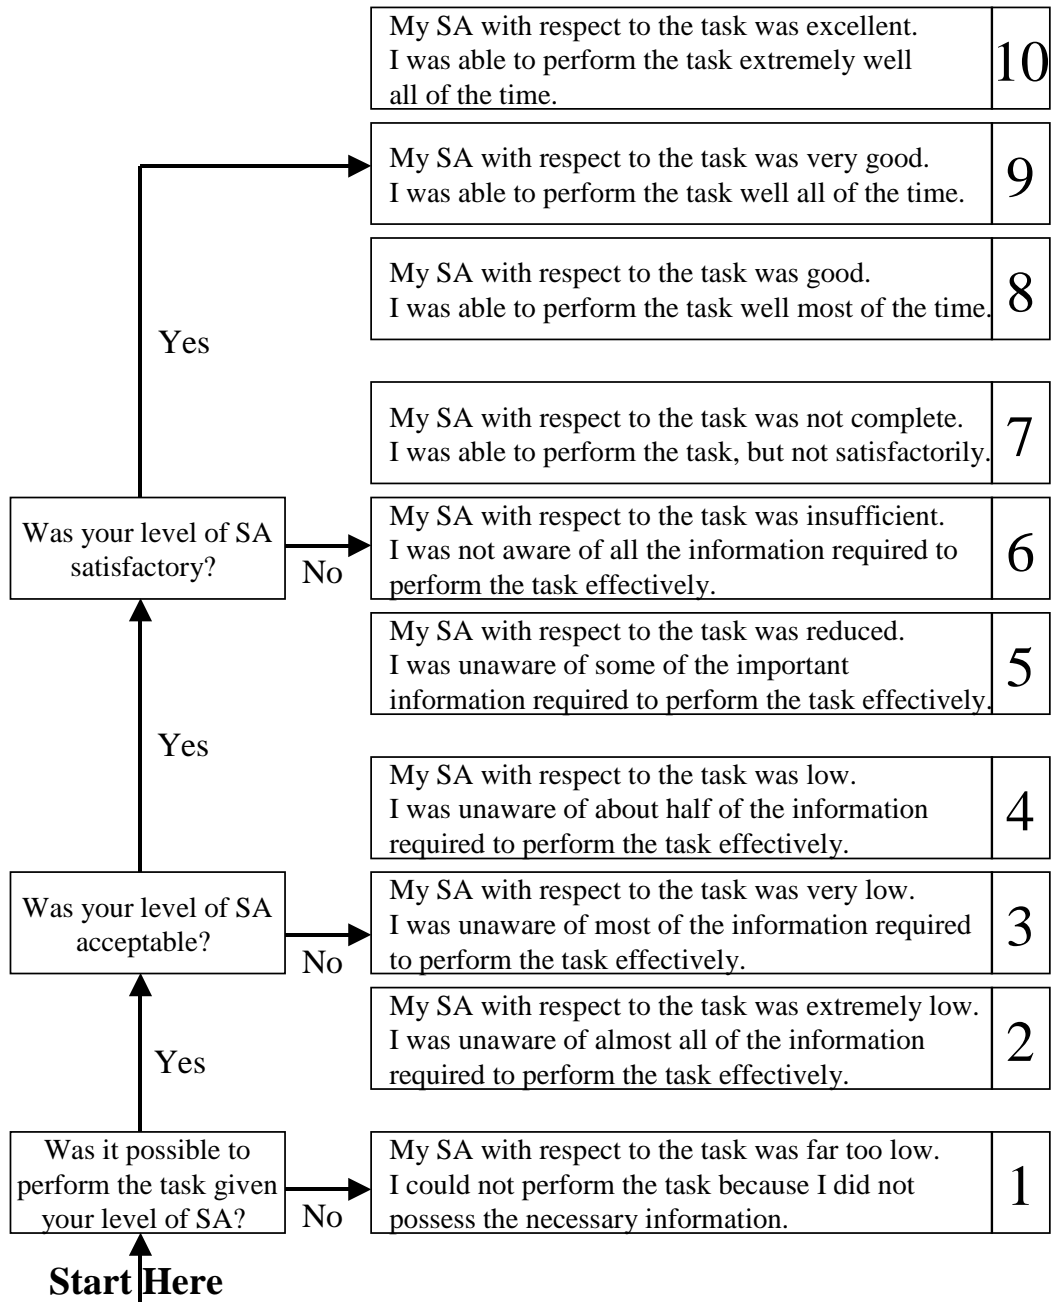 My SA with respect to the task was excellent.
I was able to perform the task extremely well
all of the time.
10
My SA with respect to the task was very good.
I was able to perform the task well all of the time.
9
My SA with respect to the task was good.
I was able to perform the task well most of the time.
8
Yes
My SA with respect to the task was not complete.
I was able to perform the task, but not satisfactorily.
7
Was your level of SA
satisfactory?
No
My SA with respect to the task was insufficient.
I was not aware of all the information required to
perform the task effectively.
6
My SA with respect to the task was reduced.
I was unaware of some of the important
information required to perform the task effectively.
5
Yes
My SA with respect to the task was low.
I was unaware of about half of the information
required to perform the task effectively.
4
Was your level of SA
acceptable?
No
My SA with respect to the task was very low.
I was unaware of most of the information required
to perform the task effectively.
3
My SA with respect to the task was extremely low.
I was unaware of almost all of the information
required to perform the task effectively.
2
Yes
Was it possible to
perform the task given
your level of SA?
No
My SA with respect to the task was far too low.
I could not perform the task because I did not
possess the necessary information.
1
Start Here